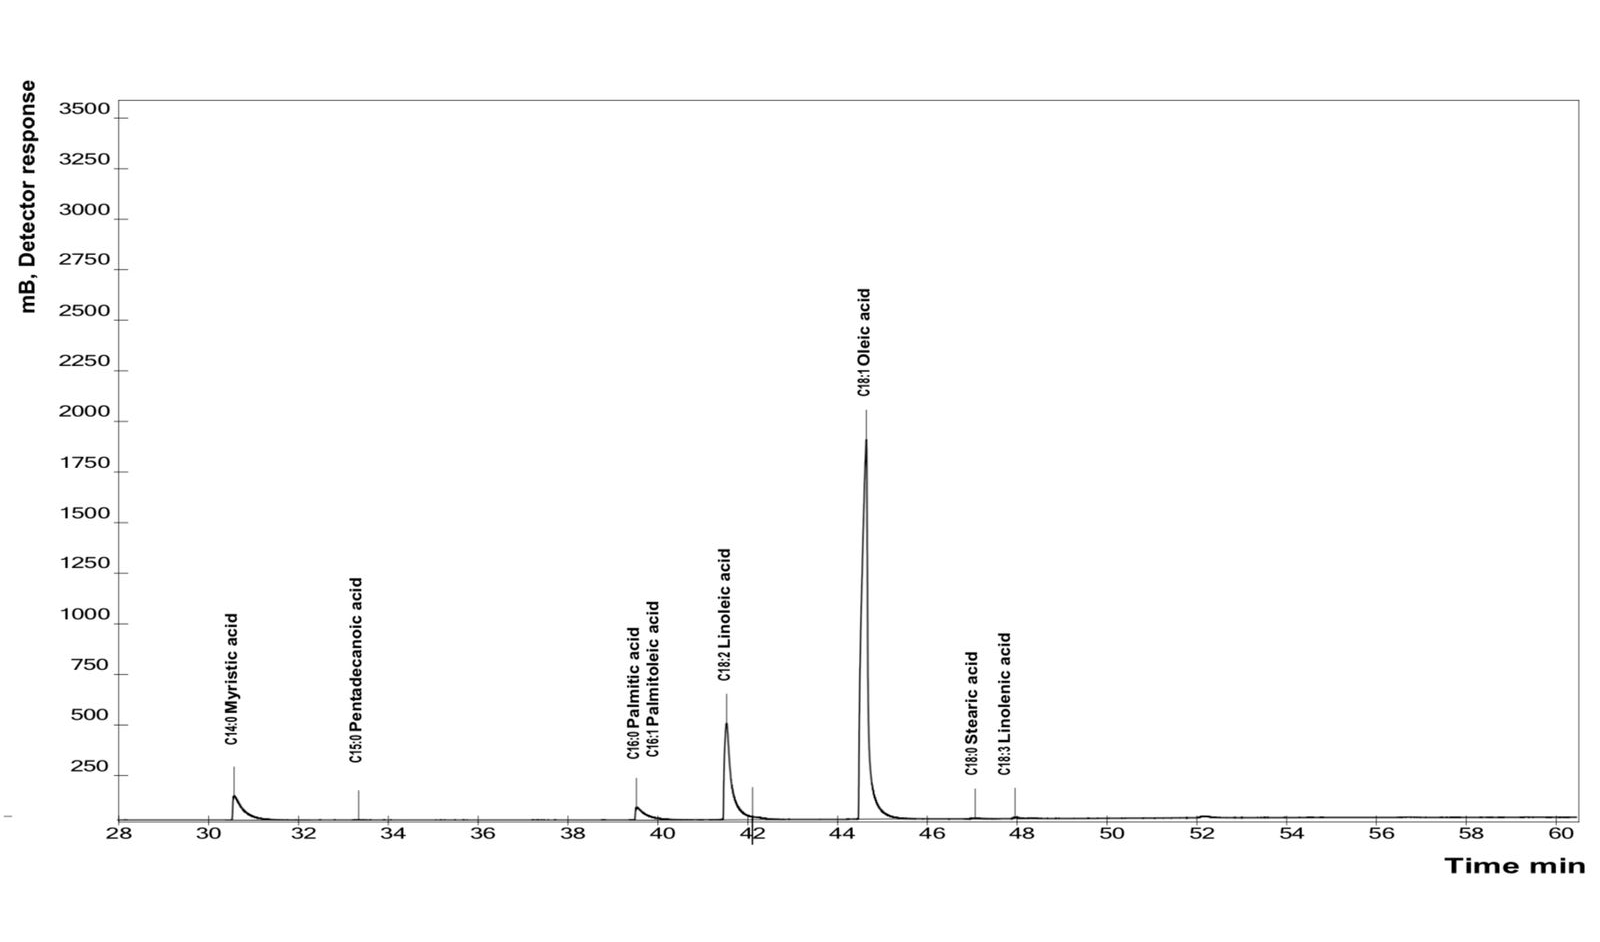 mB, Detector response
3500
3250
3000
2750
2500
2250
2000
1750
1500
1250
1000
750
500
250
C14:0 Myristic acid
C15:0 Pentadecanoic acid
C16:0 Palmitic acid
C16:1 Palmitoleic acid
C18:2 Linoleic acid
C18:1 Oleic acid
C18:0 Stearic acid
C18:3 Linolenic acid
28 30 32 34 36 38 40 42 44 46 48 50 52 54 56 58 60
Time min